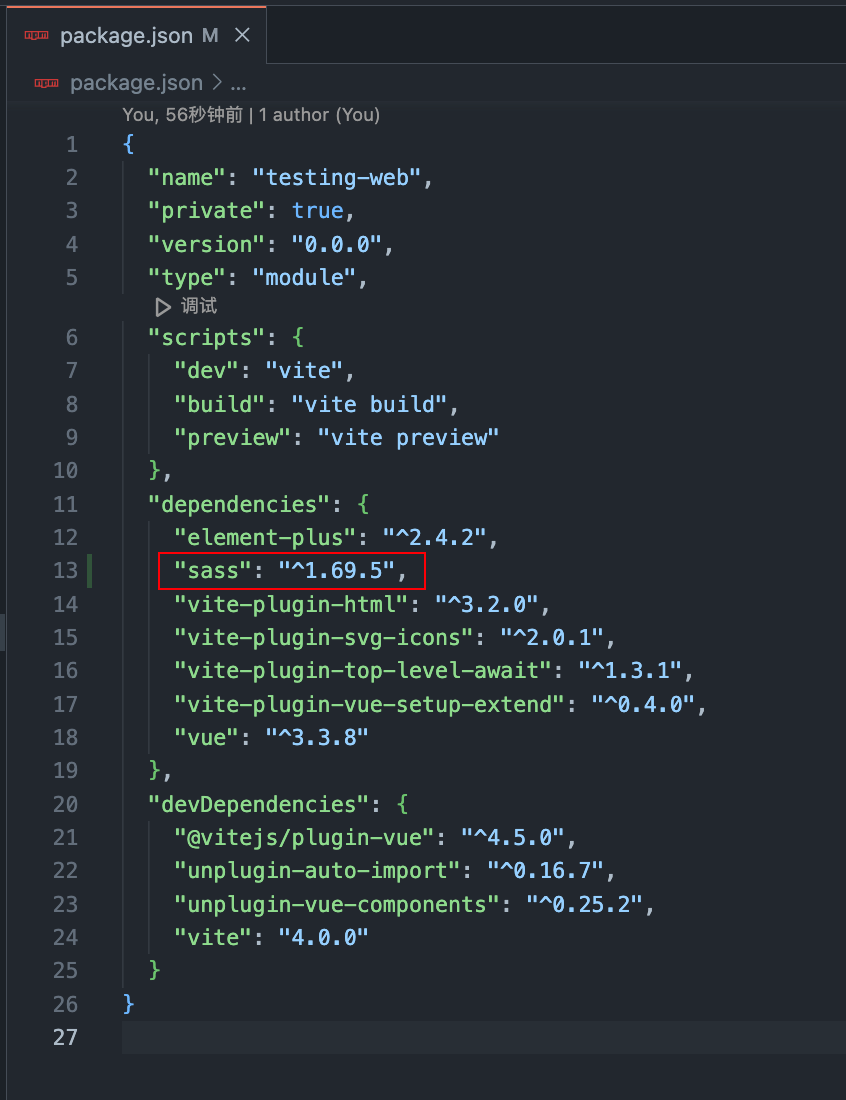 package.json M
package.json > ...
You, 56秒钟前 | 1 author (You)
1 {
2 "name": "testing-web",
3 "private": true,
4 "version": "0.0.0",
5 "type": "module",
调试
6 "scripts": {
7 "dev": "vite",
8 "build": "vite build",
9 "preview": "vite preview"
10 },
11 "dependencies": {
12 "element-plus": "^2.4.2",
13 "sass": "^1.69.5",
14 "vite-plugin-html": "^3.2.0",
15 "vite-plugin-svg-icons": "^2.0.1",
16 "vite-plugin-top-level-await": "^1.3.1",
17 "vite-plugin-vue-setup-extend": "^0.4.0",
18 "vue": "^3.3.8"
19 },
20 "devDependencies": {
21 "@vitejs/plugin-vue": "^4.5.0",
22 "unplugin-auto-import": "^0.16.7",
23 "unplugin-vue-components": "^0.25.2",
24 "vite": "4.0.0"
25 }
26 }
27